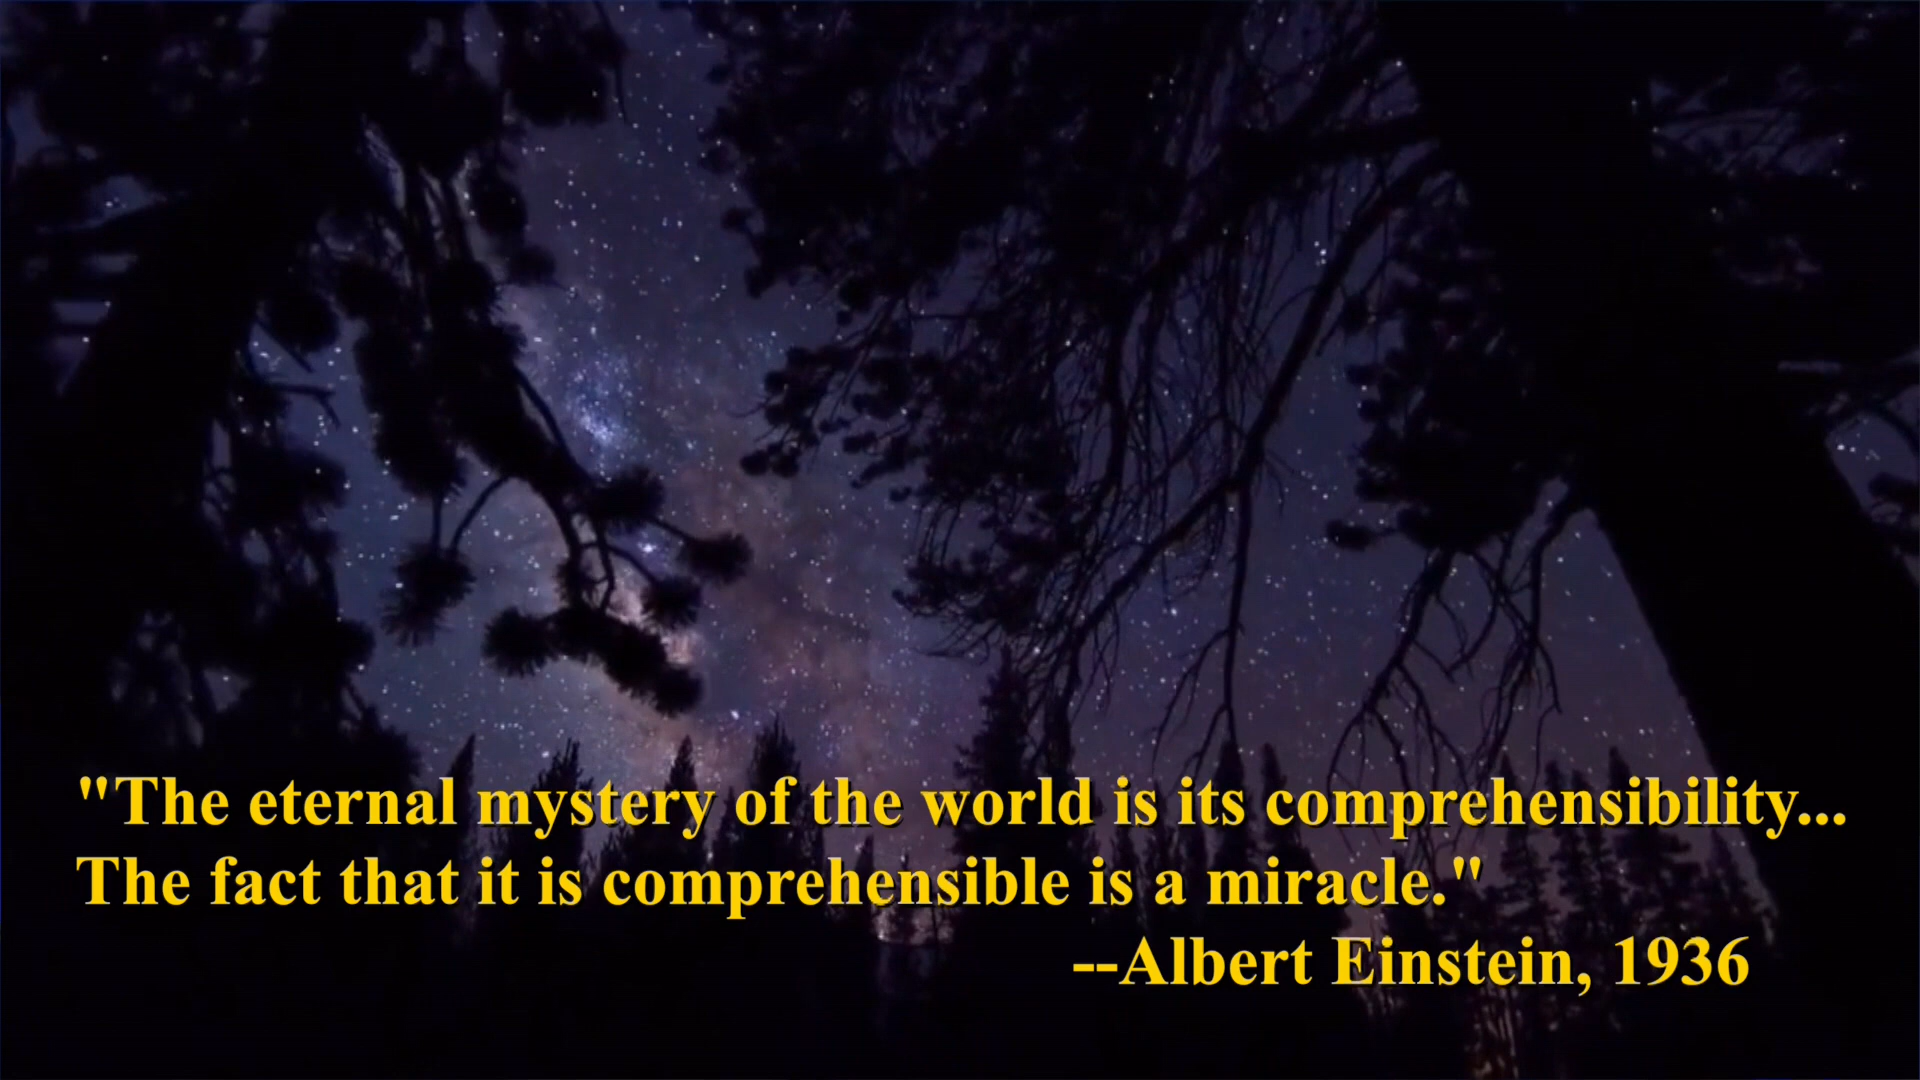 "The eternal mystery of the world is its comprehensibility...
The fact that it is comprehensible is a miracle."
--Albert Einstein, 1936